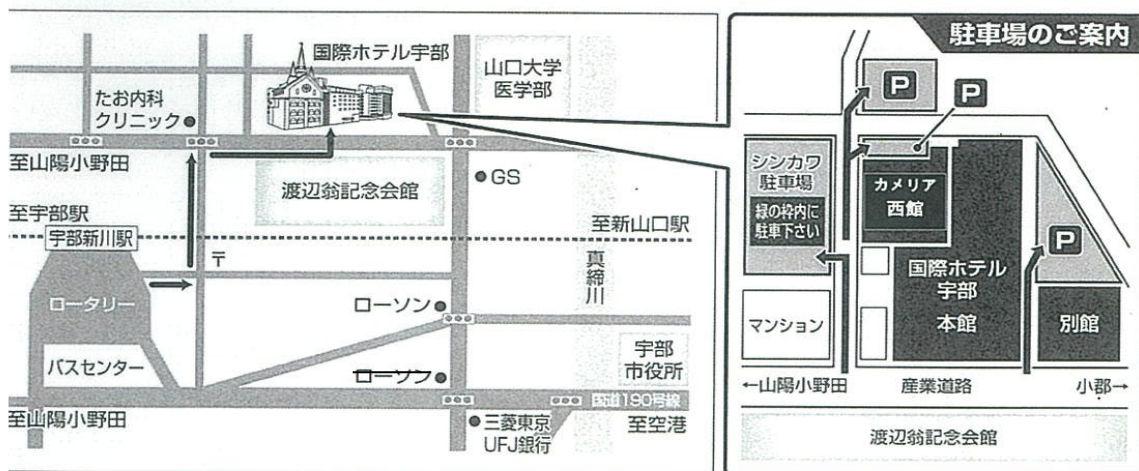 国際ホテル宇部
山口大学
医学部
たお内科
クリニック
至山陽小野田
渡辺翁記念会館
GS
至宇部駅
宇部新川駅
至新山口駅
〒
真締川
ロータリー
ローソン
バスセンター
宇部
市役所
ローソン
国道190号線
至山陽小野田
三菱東京
UFJ銀行
至空港
駐車場のご案内
P
P
シンカワ
駐車場
緑の枠内に
駐車下さい
カメリア
西館
P
国際ホテル
宇部
本館
マンション
別館
←山陽小野田
産業道路
小郡→
渡辺翁記念会館